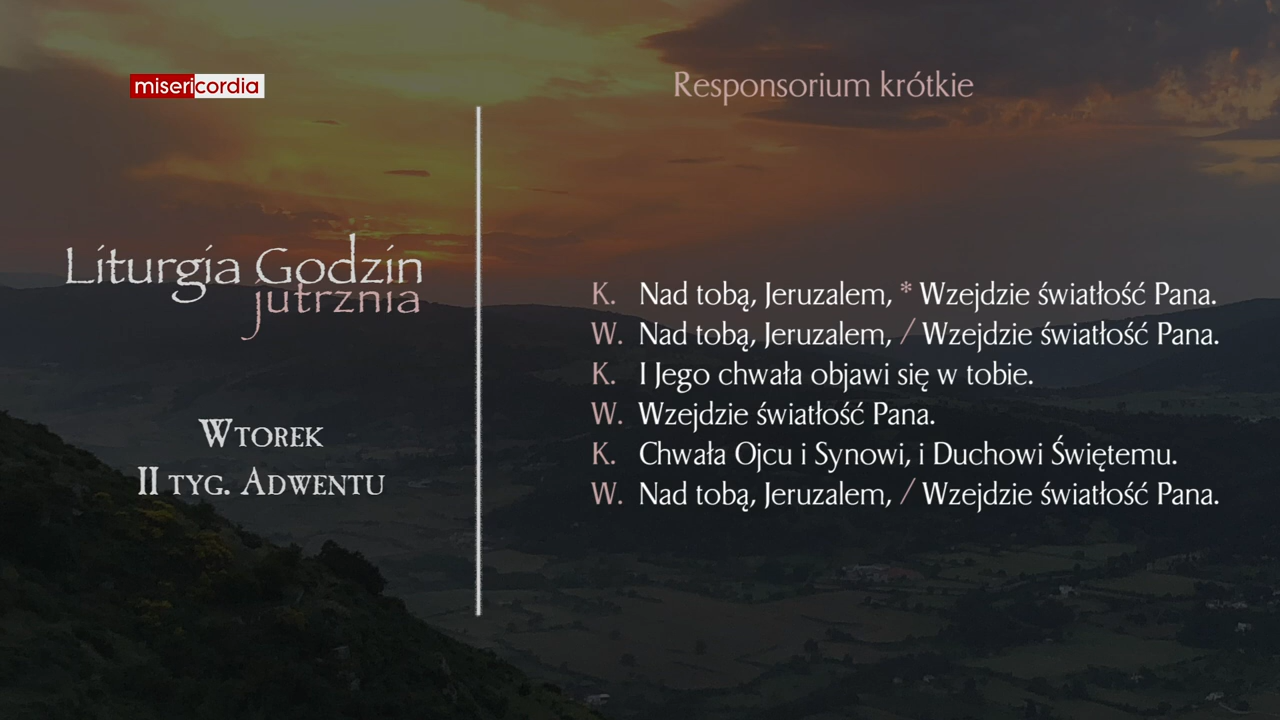 misericordia
Responsorium krótkie
Liturgia Godzin
jutrznia
Wtorek
II tyg. Adwentu
K. Nad tobą, Jeruzalem, * Wzejdzie światłość Pana.
W. Nad tobą, Jeruzalem, / Wzejdzie światłość Pana.
K. I Jego chwała objawi się w tobie.
W. Wzejdzie światłość Pana.
K. Chwała Ojcu i Synowi, i Duchowi Świętemu.
W. Nad tobą, Jeruzalem, / Wzejdzie światłość Pana.